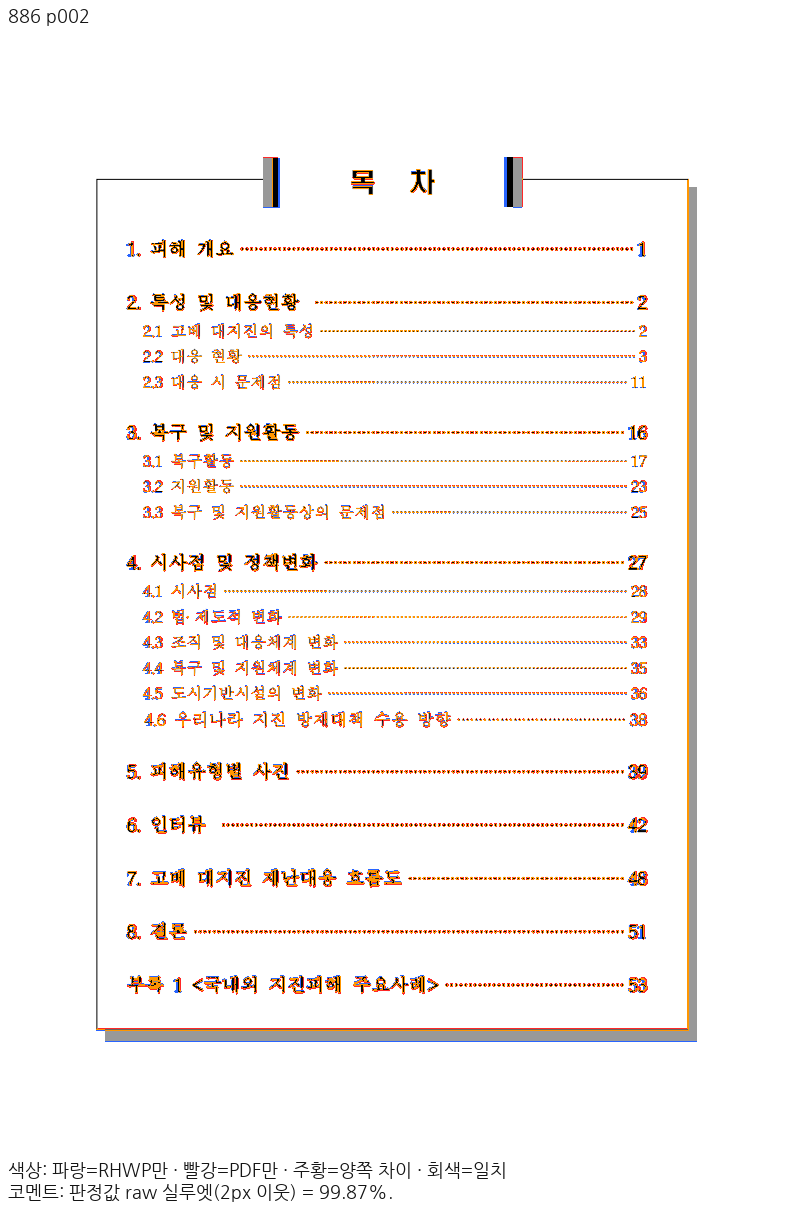 886 p002
목 차
1. 피해 개요 1
2. 특성 및 대응현황 2
2.1 고베 대지진의 특성 2
2.2 대응 현황 3
2.3 대응 시 문제점 11
3. 복구 및 지원활동 16
3.1 복구활동 17
3.2 지원활동 23
3.3 복구 및 지원활동상의 문제점 25
4. 시사점 및 정책변화 27
4.1 시사점 28
4.2 법·제도적 변화 29
4.3 조직 및 대응체계 변화 33
4.4 복구 및 지원체계 변화 35
4.5 도시기반시설의 변화 36
4.6 우리나라 지진 방재대책 수용 방향 38
5. 피해유형별 사진 39
6. 인터뷰 42
7. 고베 대지진 재난대응 흐름도 48
8. 결론 51
부록 1 <국내외 지진피해 주요사례> 53
색상: 파랑=RHWP만 · 빨강=PDF만 · 주황=양쪽 차이 · 회색=일치
코멘트: 판정값 raw 실루엣(2px 이웃) = 99.87%.